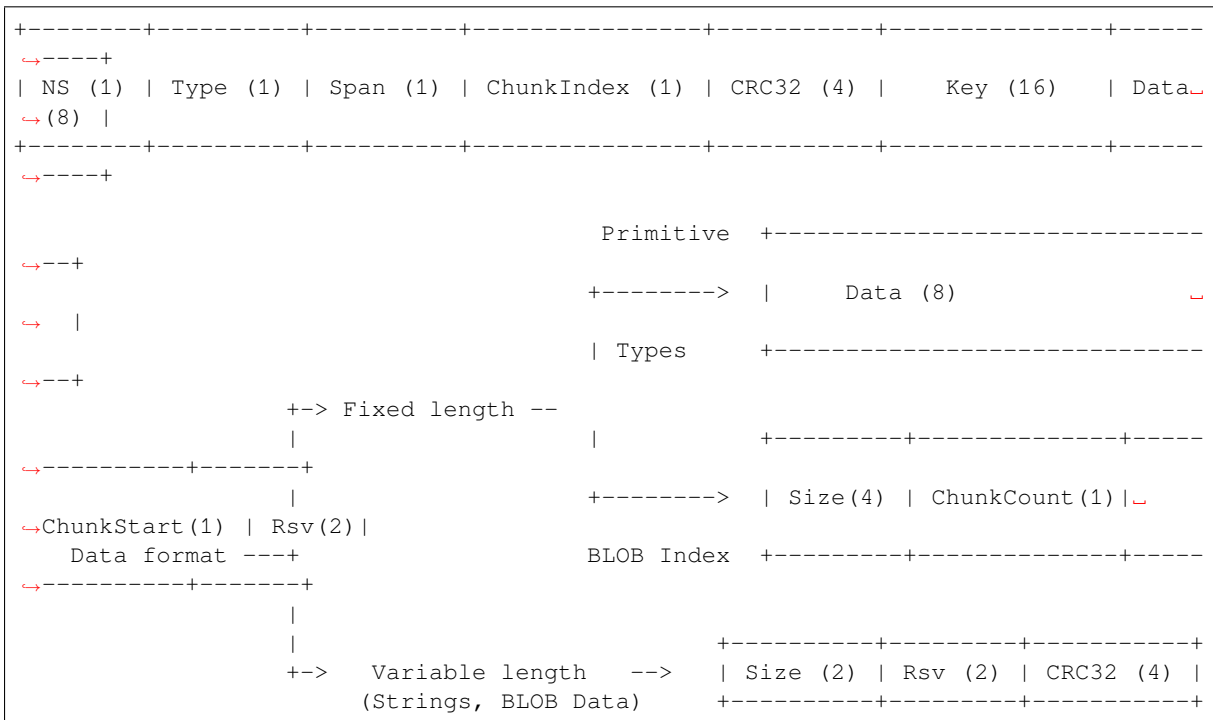 +--------+----------+----------+----------------+-----------+---------------+------
↪----+
| NS (1) | Type (1) | Span (1) | ChunkIndex (1) | CRC32 (4) |    Key (16)   | Data␣
↪(8) |
+--------+----------+----------+----------------+-----------+---------------+------
↪----+

                                         Primitive  +------------------------------
↪--+
                                        +-------->  |     Data (8)                ␣
↪  |
                                        | Types     +------------------------------
↪--+
                   +-> Fixed length --
                   |                    |           +---------+--------------+-----
↪----------+-------+
                   |                    +-------->  | Size(4) | ChunkCount(1)|␣
↪ChunkStart(1) | Rsv(2)|
    Data format ---+                    BLOB Index  +---------+--------------+-----
↪----------+-------+
                   |
                   |                             +----------+---------+-----------+
                   +->   Variable length   -->   | Size (2) | Rsv (2) | CRC32 (4) |
                        (Strings, BLOB Data)     +----------+---------+-----------+